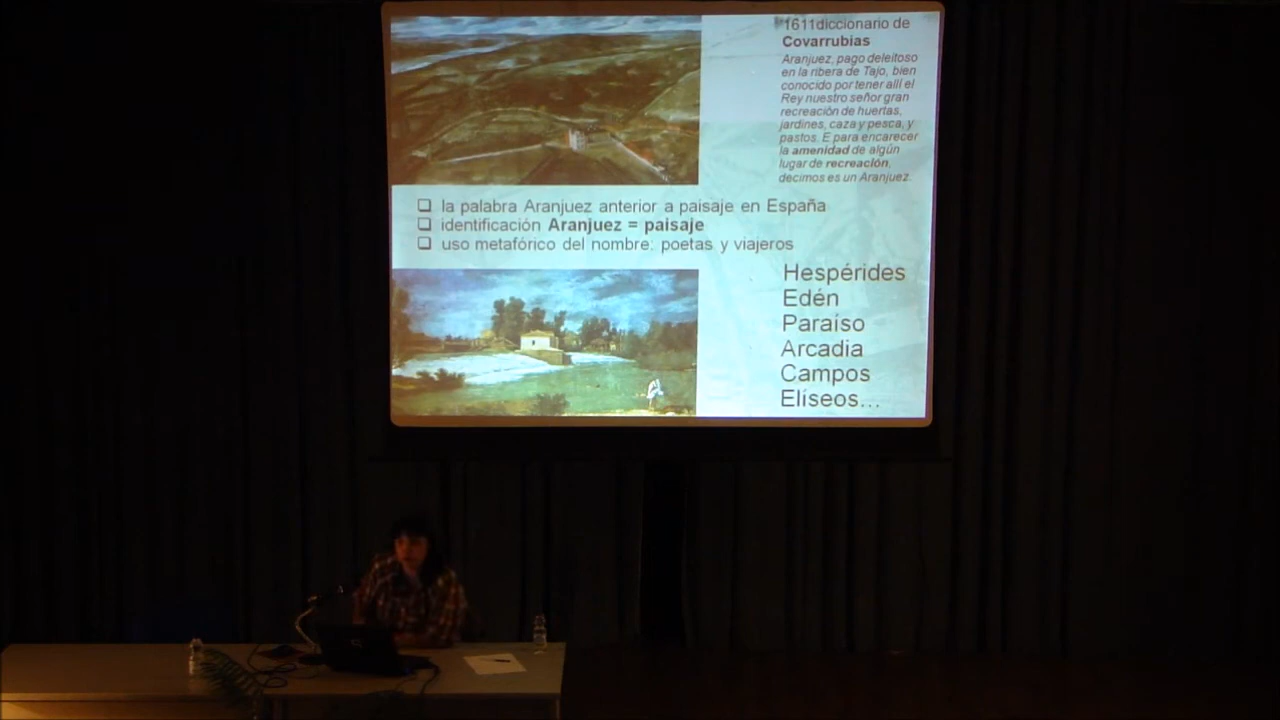 1611diccionario de
Covarrubias
Aranjuez, pago deleitoso
en la ribera de Tajo, bien
conocido por tener allí el
Rey nuestro señor gran
recreación de huertas,
jardines, caza y pesca, y
pastos. E para encarecer
la amenidad de algún
lugar de recreación,
decimos es un Aranjuez.
la palabra Aranjuez anterior a paisaje en España
identificación Aranjuez = paisaje
uso metafórico del nombre: poetas y viajeros
Hespérides
Edén
Paraíso
Arcadia
Campos
Elíseos...